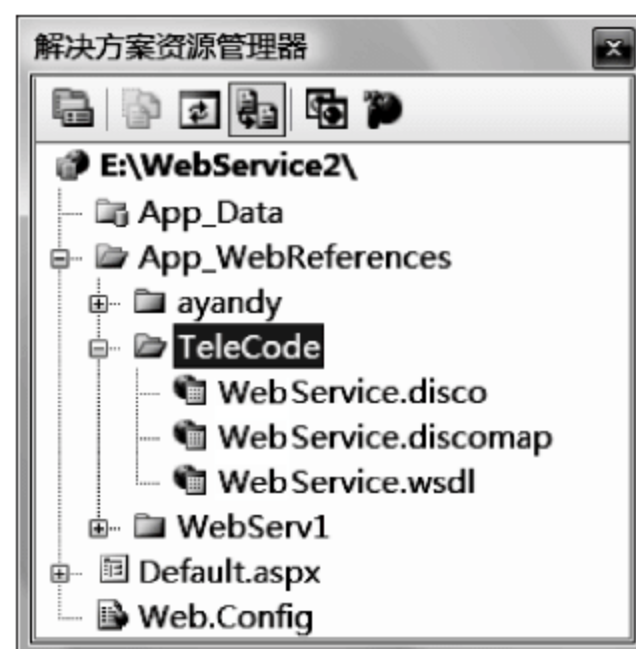 解决方案资源管理器
E:\WebService2\
App_Data
App_WebReferences
ayandy
TeleCode
WebService.disco
WebService.discomap
WebService.wsdl
WebServ1
Default.aspx
Web.Config